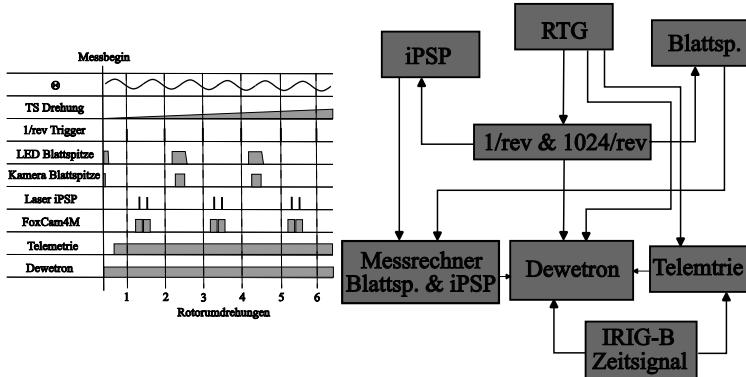 Messbegin
Θ
TS Drehung
1/rev Trigger
LED Blattspitze
Kamera Blattspitze
Laser iPSP
FoxCam4M
Telemetrie
Dewetron
1 2 3 4 5 6
Rotorumdrehungen
RTG
iPSP
Blattsp.
1/rev & 1024/rev
Messrechner
Blattsp. & iPSP
Dewetron
Telemtrie
IRIG-B
Zeitsignal